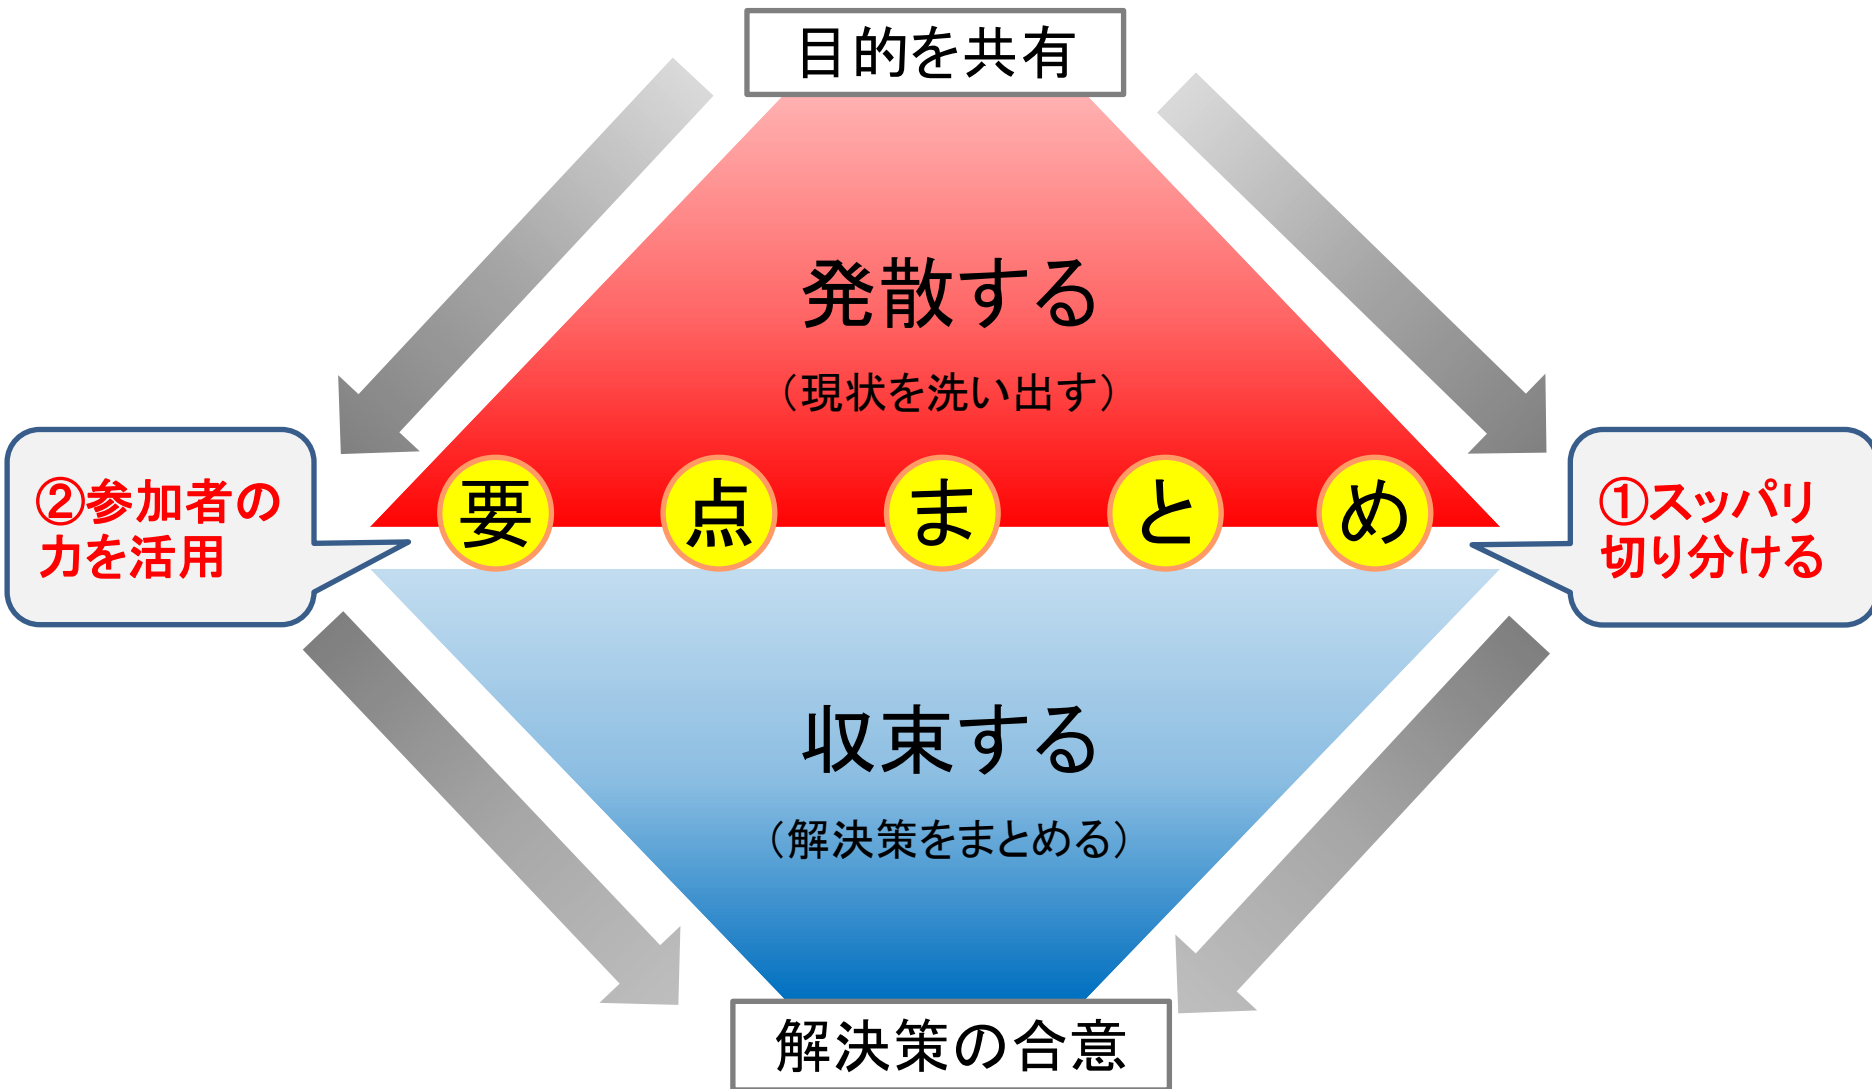 目的を共有
発散する
（現状を洗い出す）
②参加者の
力を活用
要点まとめ
①スッパリ
切り分ける
収束する
（解決策をまとめる）
解決策の合意